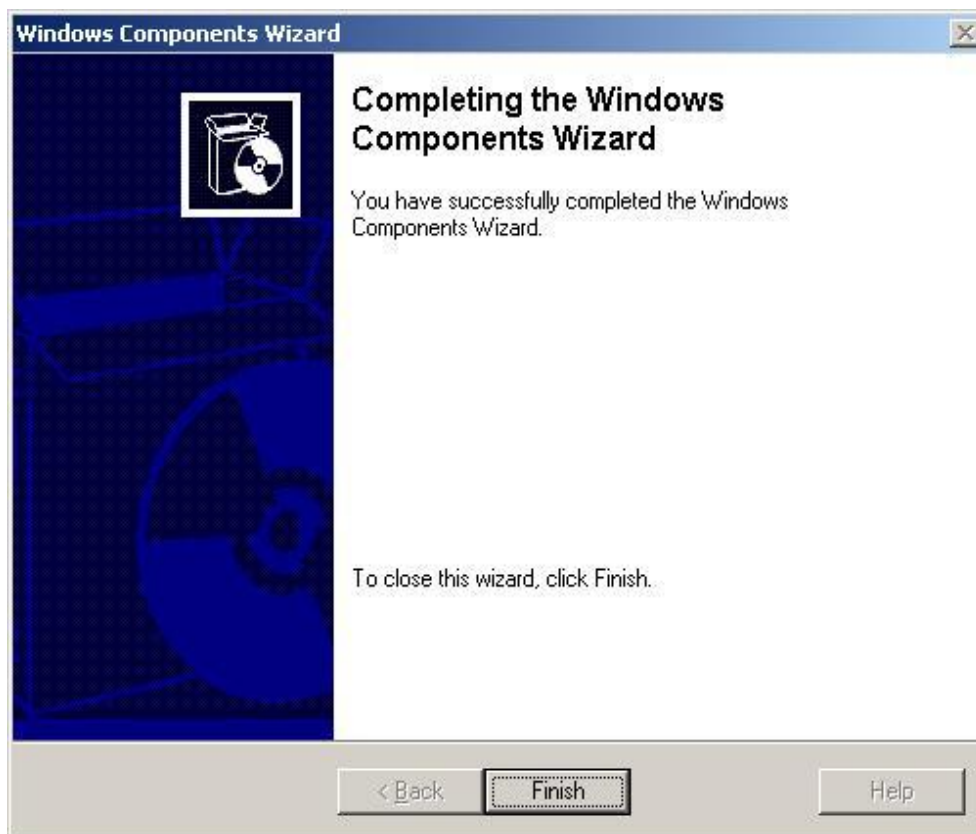 Windows Components Wizard
Completing the Windows
Components Wizard
You have successfully completed the Windows
Components Wizard.
To close this wizard, click Finish.
< Back
Finish
Help